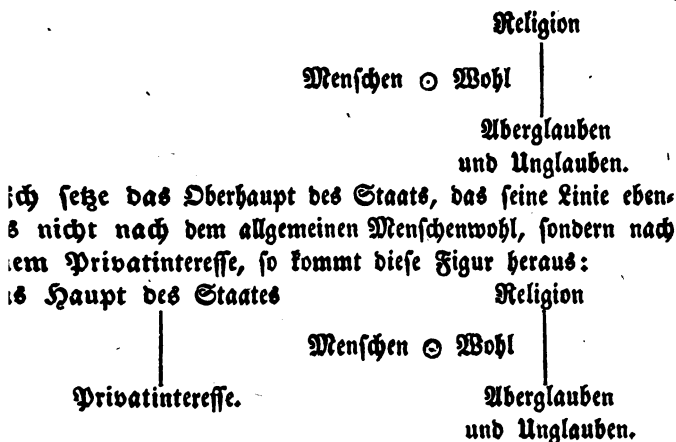 Religion
Menschen ⊙ Wohl
Aberglauben
und Unglauben.
ich setze das Oberhaupt des Staats, das seine Linie eben-
s nicht nach dem allgemeinen Menschenwohl, sondern nach
em Privatinteresse, so kommt diese Figur heraus:
s Haupt des Staates Religion
Menschen ⊙ Wohl
Privatinteresse. Aberglauben
und Unglauben.